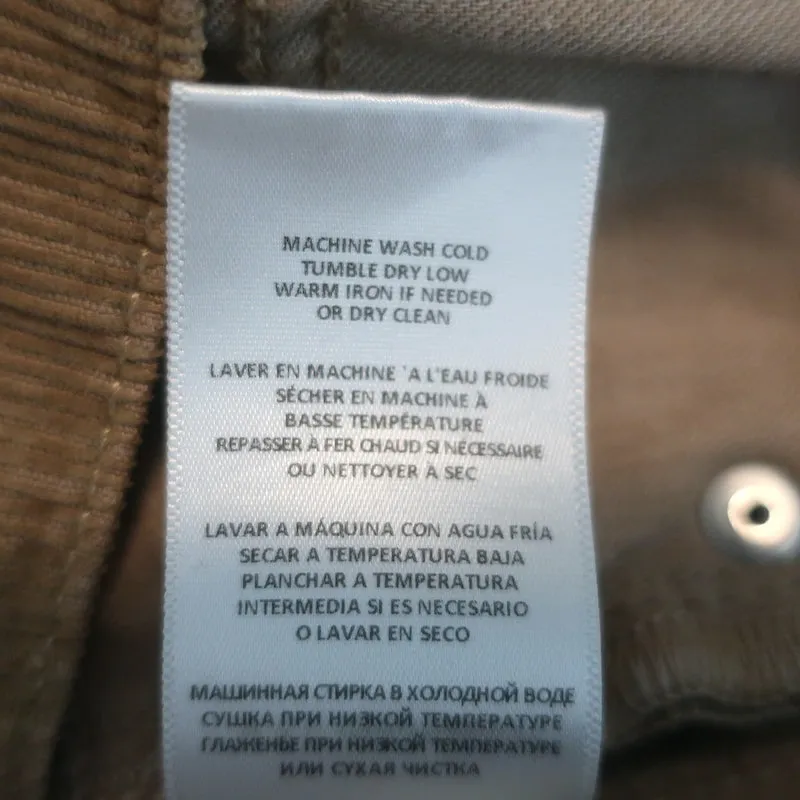 MACHINE WASH COLD
TUMBLE DRY LOW
WARM IRON IF NEEDED
OR DRY CLEAN
LAVER EN MACHINE `A L'EAU FROIDE
SÉCHER EN MACHINE À
BASSE TEMPÉRATURE
REPASSER À FER CHAUD SI NÉCESSAIRE
OU NETTOYER À SEC
LAVAR A MÁQUINA CON AGUA FRÍA
SECAR A TEMPERATURA BAJA
PLANCHAR A TEMPERATURA
INTERMEDIA SI ES NECESARIO
O LAVAR EN SECO
МАШИННАЯ СТИРКА В ХОЛОДНОЙ ВОДЕ
СУШКА ПРИ НИЗКОЙ ТЕМПЕРАТУРЕ
ГЛАЖЕНЬЕ ПРИ НИЗКОЙ ТЕМПЕРАТУРЕ
ИЛИ СУХАЯ ЧИСТКА